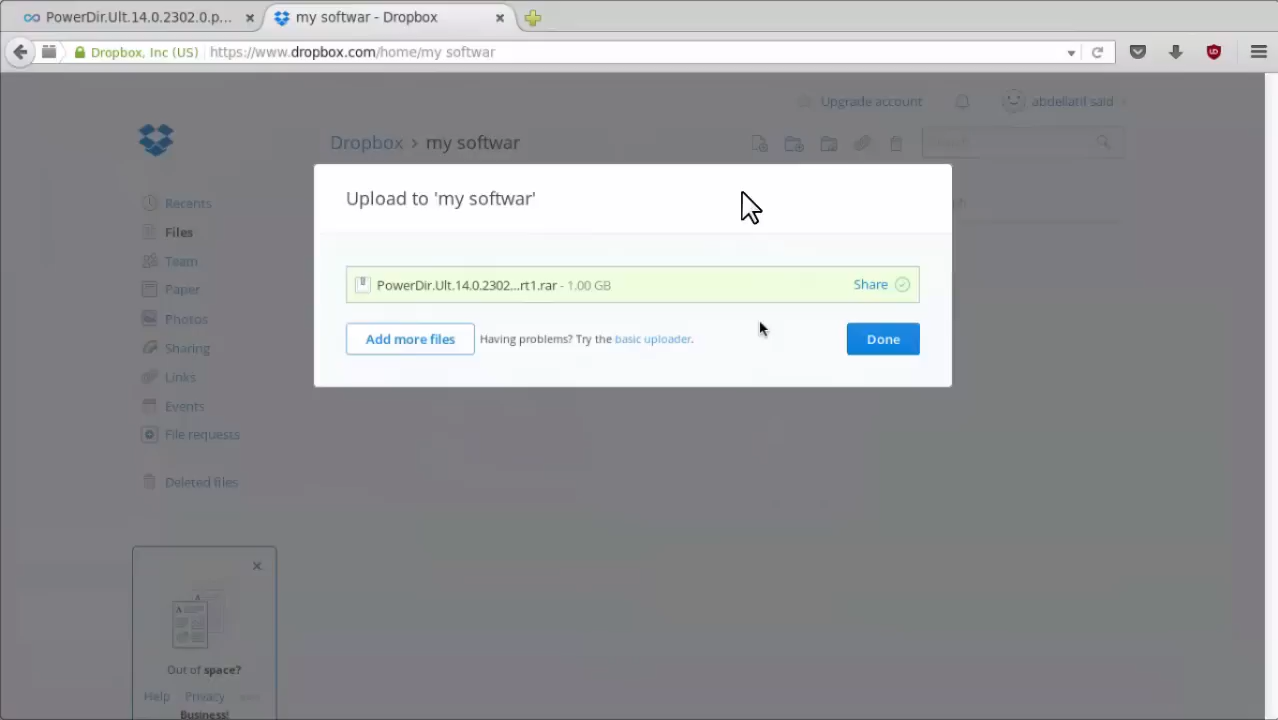 PowerDir.Ult.14.0.2302.0.p...
my softwar - Dropbox
Dropbox, Inc (US)
https://www.dropbox.com/home/my softwar
Upgrade account
abdellatif said
Dropbox › my softwar
Upload to 'my softwar'
Recents
Files
Team
Paper
Photos
Sharing
Links
Events
File requests
Deleted files
PowerDir.Ult.14.0.2302...rt1.rar - 1.00 GB
Share
Add more files
Having problems? Try the basic uploader.
Done
Out of space?
Help Privacy
Business!